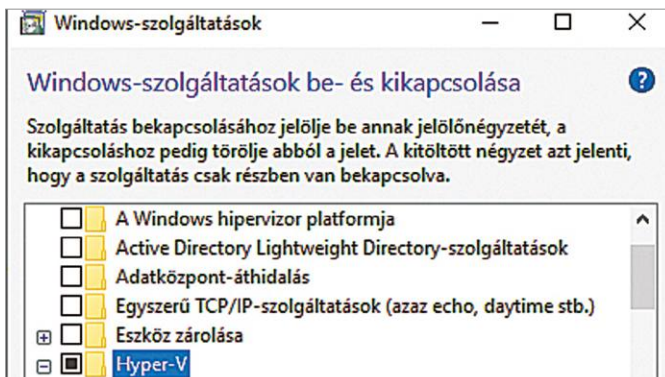 Windows-szolgáltatások
Windows-szolgáltatások be- és kikapcsolása
Szolgáltatás bekapcsolásához jelölje be annak jelölőnégyzetét, a
kikapcsoláshoz pedig törölje abból a jelet. A kitöltött négyzet azt jelenti,
hogy a szolgáltatás csak részben van bekapcsolva.
A Windows hipervizor platformja
Active Directory Lightweight Directory-szolgáltatások
Adatközpont-áthidalás
Egyszerű TCP/IP-szolgáltatások (azaz echo, daytime stb.)
Eszköz zárolása
Hyper-V